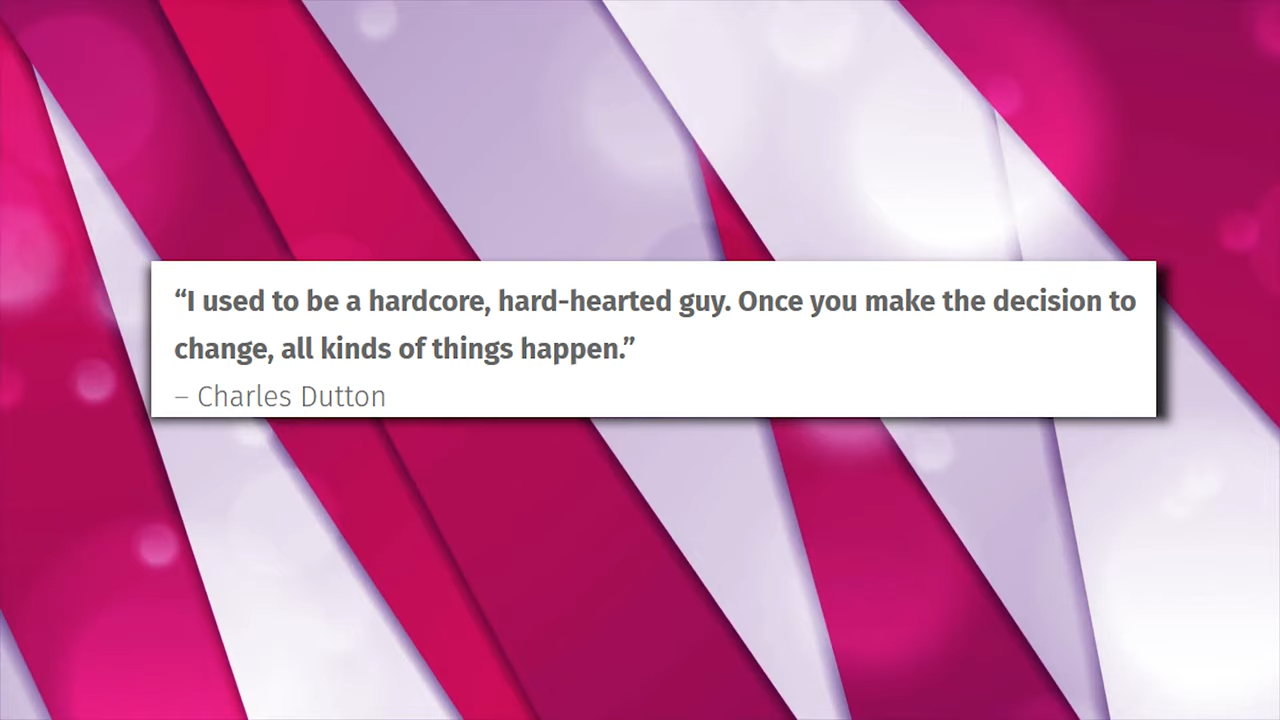 “I used to be a hardcore, hard-hearted guy. Once you make the decision to
change, all kinds of things happen.”
– Charles Dutton